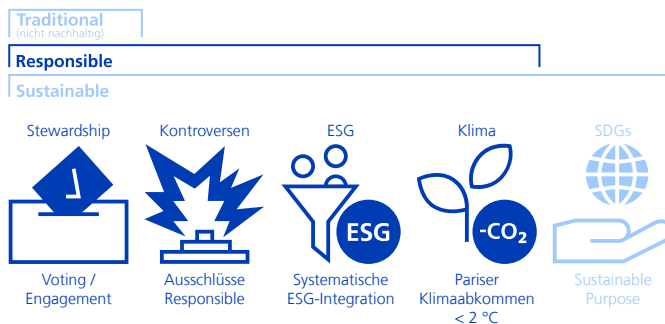 Traditional
(nicht nachhaltig)
Responsible
Sustainable
Stewardship
Kontroversen
ESG
Klima
SDGs
ESG
-CO₂
Voting /
Engagement
Ausschlüsse
Responsible
Systematische
ESG-Integration
Pariser
Klimaabkommen
< 2 °C
Sustainable
Purpose